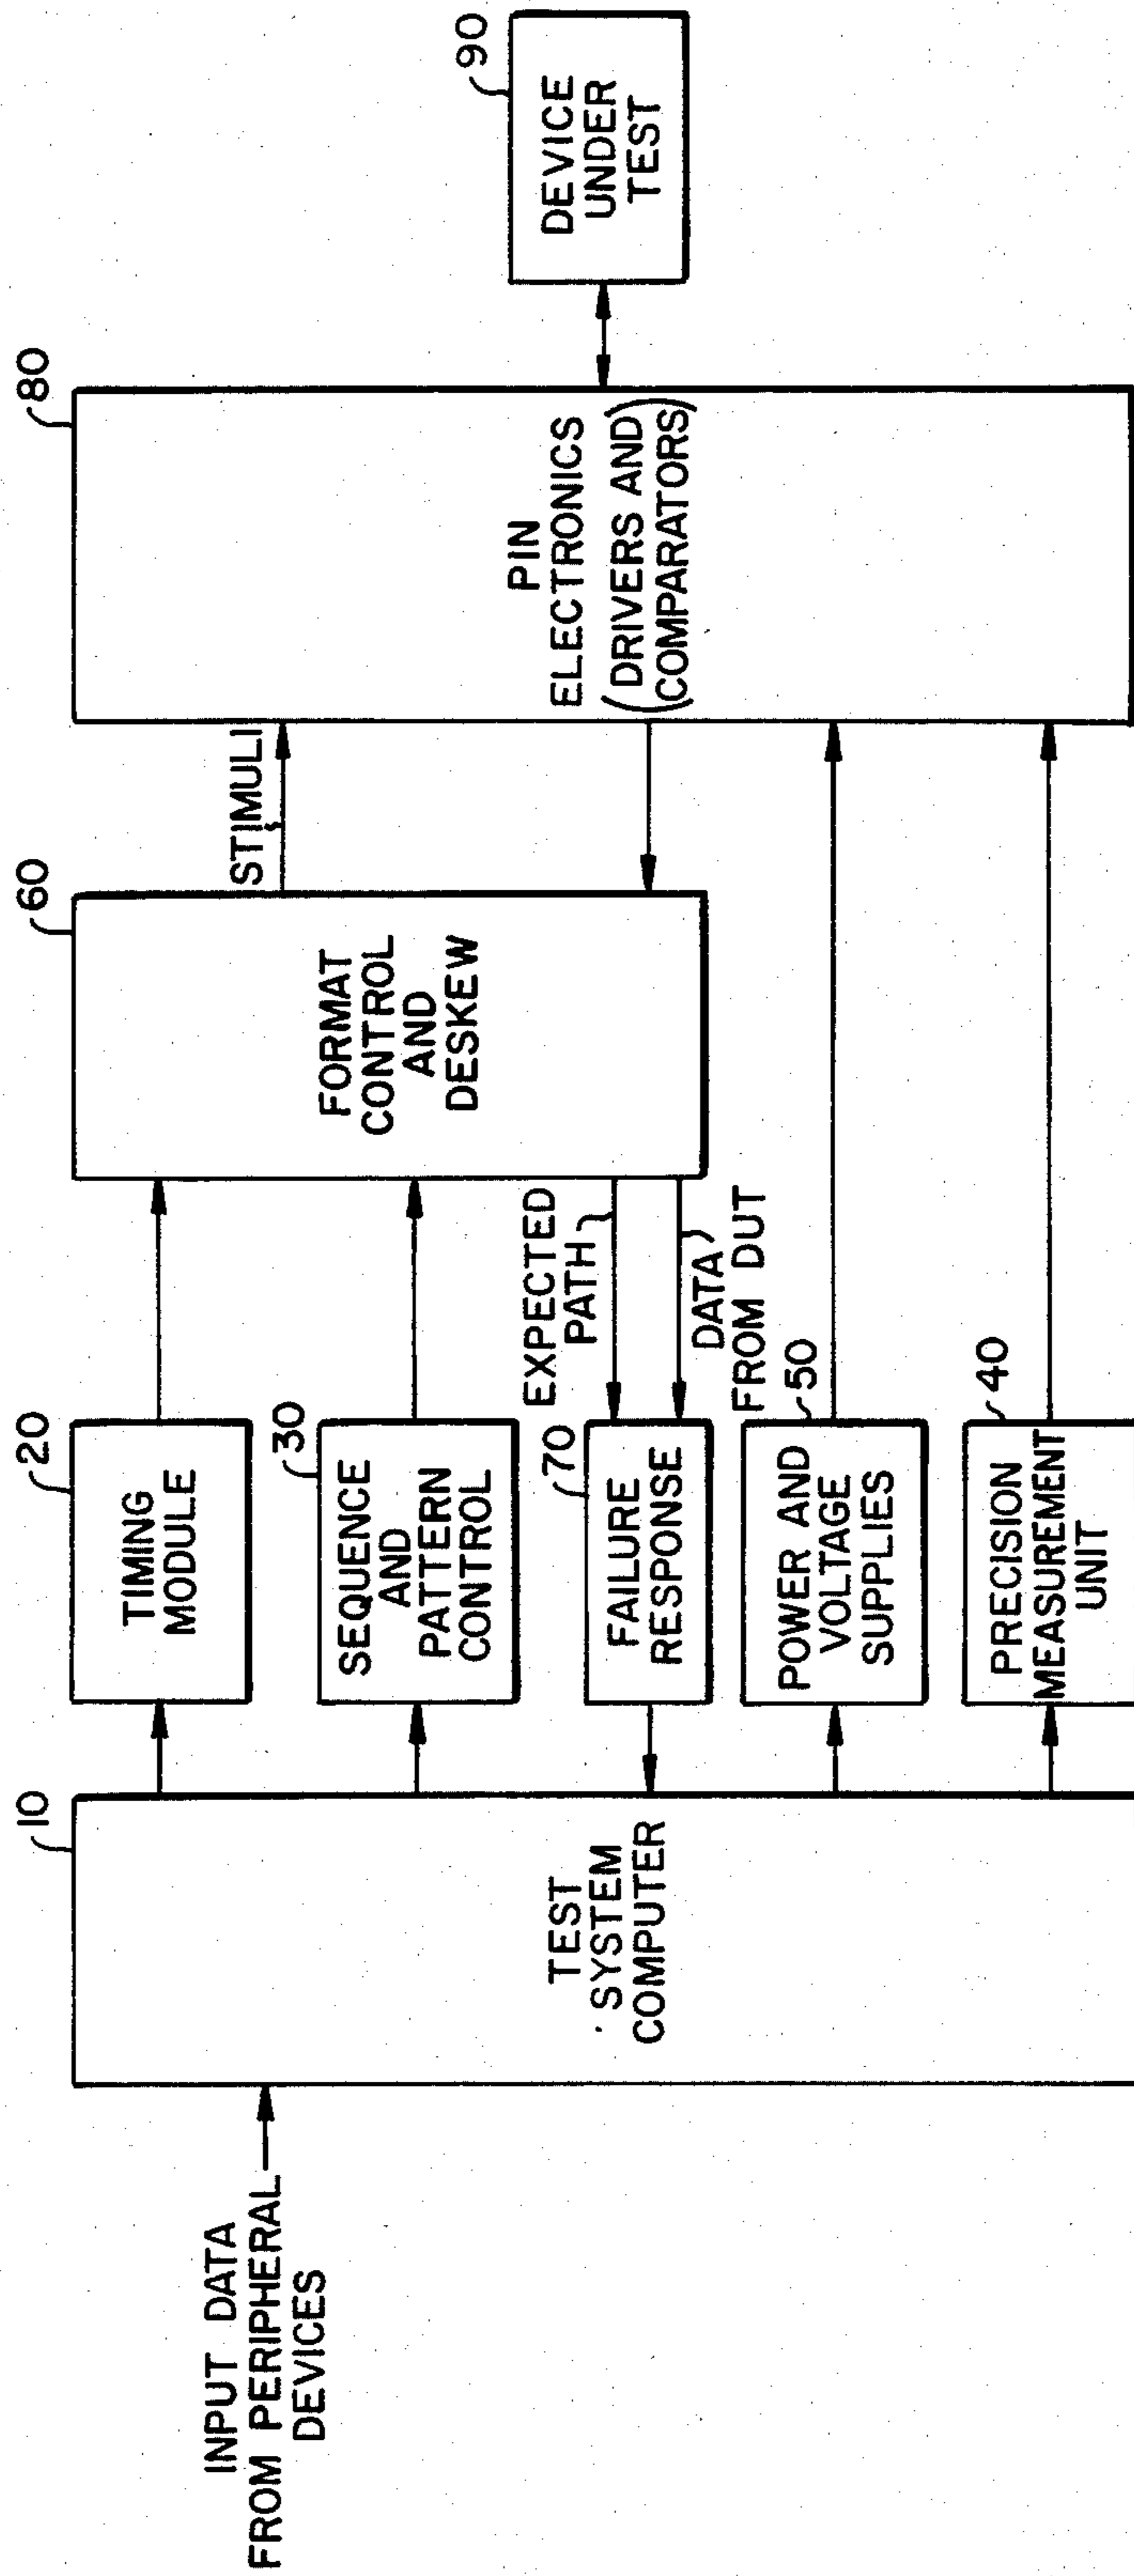 INPUT DATA
FROM PERIPHERAL
DEVICES
10
TEST
SYSTEM
COMPUTER
20
TIMING
MODULE
30
SEQUENCE
AND
PATTERN
CONTROL
70
FAILURE
RESPONSE
50
POWER AND
VOLTAGE
SUPPLIES
40
PRECISION
MEASUREMENT
UNIT
EXPECTED
PATH
DATA
FROM DUT
60
FORMAT
CONTROL
AND
DESKEW
STIMULI
80
PIN
ELECTRONICS
(DRIVERS AND)
(COMPARATORS)
90
DEVICE
UNDER
TEST